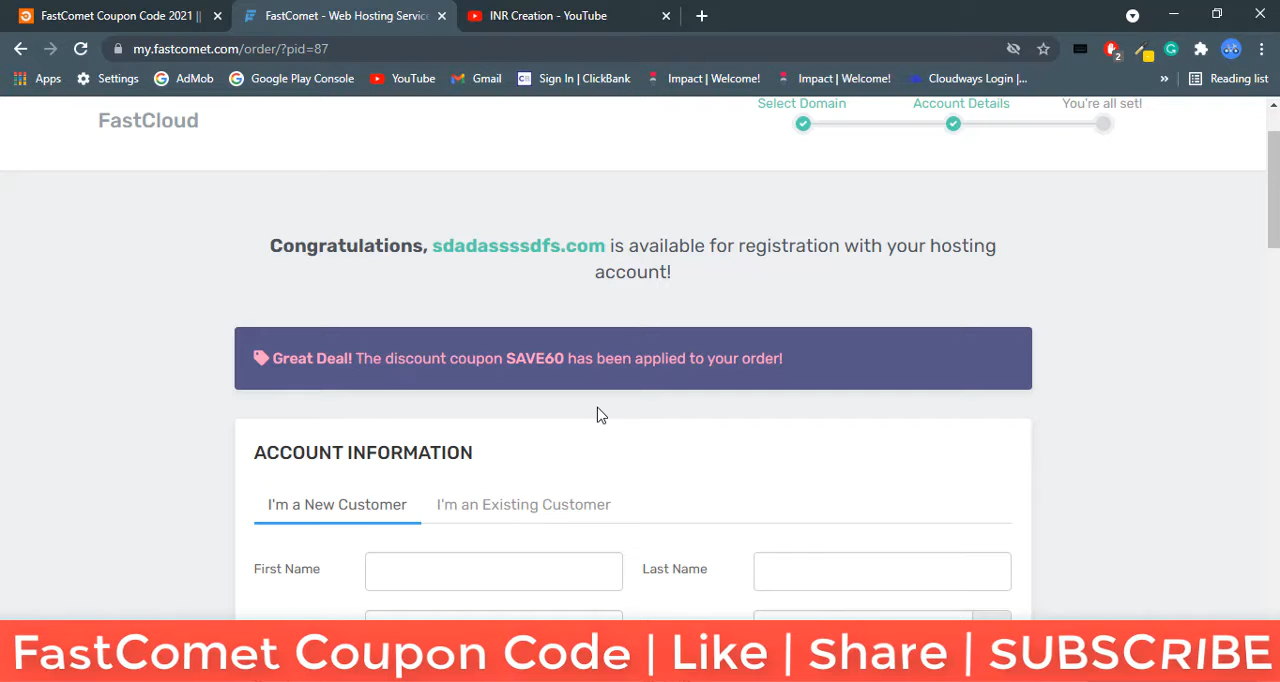 FastComet Coupon Code 2021 ||
FastComet - Web Hosting Service
INR Creation - YouTube
my.fastcomet.com/order/?pid=87
2
Apps
Settings
AdMob
Google Play Console
YouTube
Gmail
Sign In | ClickBank
Impact | Welcome!
Impact | Welcome!
Cloudways Login |...
»
Reading list
FastCloud
Select Domain
Account Details
You're all set!
Congratulations, sdadassssdfs.com is available for registration with your hosting
account!
Great Deal! The discount coupon SAVE60 has been applied to your order!
ACCOUNT INFORMATION
I'm a New Customer
I'm an Existing Customer
First Name
Last Name
FastComet Coupon Code | Like | Share | SUBSCRIBE